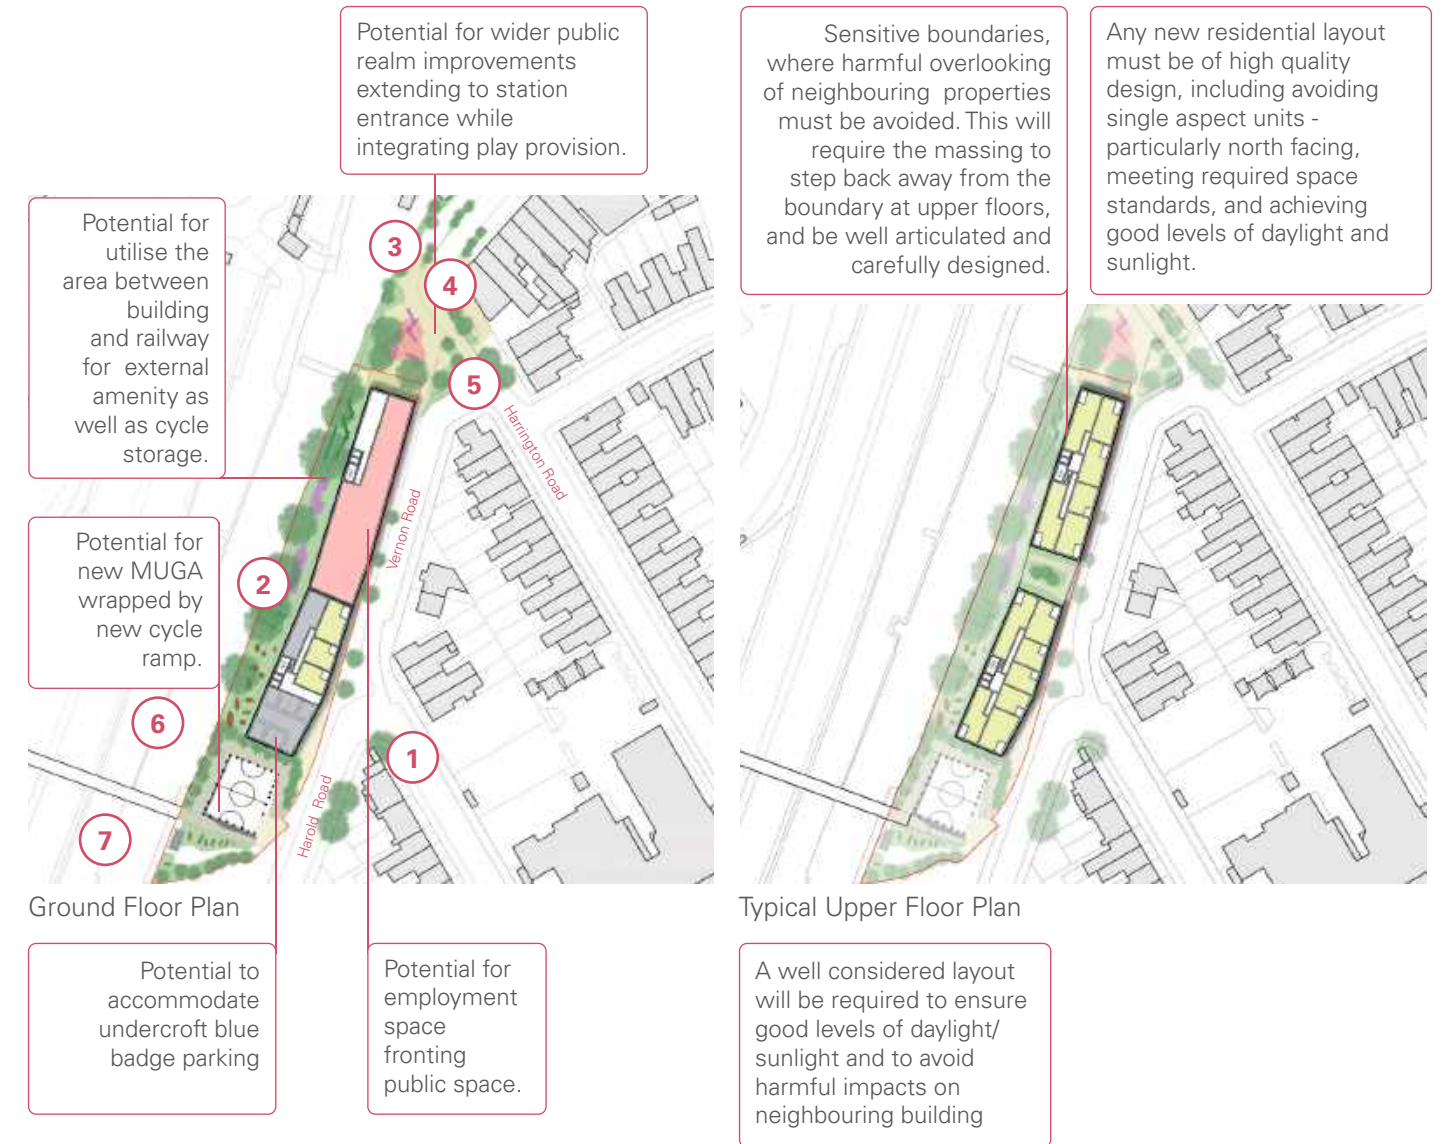 Potential for wider public
realm improvements
extending to station
entrance while
integrating play provision.
Sensitive boundaries,
where harmful overlooking
of neighbouring properties
must be avoided. This will
require the massing to
step back away from the
boundary at upper floors,
and be well articulated and
carefully designed.
Any new residential layout
must be of high quality
design, including avoiding
single aspect units -
particularly north facing,
meeting required space
standards, and achieving
good levels of daylight and
sunlight.
Potential for
utilise the
area between
building
and railway
for external
amenity as
well as cycle
storage.
3
4
5
Harrington Road
Vernon Road
Potential for
new MUGA
wrapped by
new cycle
ramp.
2
6
1
7
Harold Road
Ground Floor Plan
Typical Upper Floor Plan
Potential to
accommodate
undercroft blue
badge parking
Potential for
employment
space
fronting
public space.
A well considered layout
will be required to ensure
good levels of daylight/
sunlight and to avoid
harmful impacts on
neighbouring building